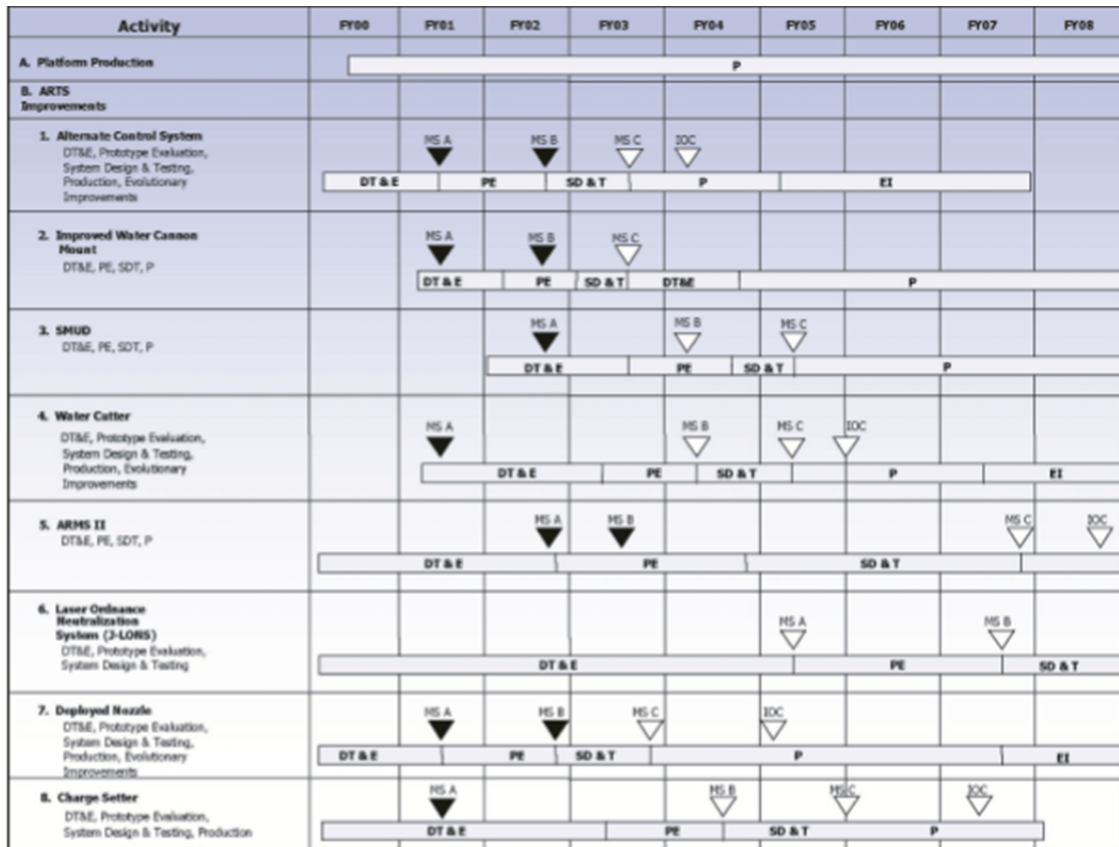 Activity FY00 FY01 FY02 FY03 FY04 FY05 FY06 FY07 FY08
A. Platform Production
P
B. ARTS
Improvements
1. Alternate Control System
DT&E, Prototype Evaluation,
System Design & Testing,
Production, Evolutionary
Improvements
MS A MS B MS C IOC
DT & E PE SD & T P EI
2. Improved Water Cannon
Mount
DT&E, PE, SDT, P
MS A MS B MS C
DT & E PE SD & T DT&E P
3. SMUD
DT&E, PE, SDT, P
MS A MS B MS C
DT & E PE SD & T P
4. Water Cutter
DT&E, Prototype Evaluation,
System Design & Testing,
Production, Evolutionary
Improvements
MS A MS B MS C IOC
DT & E PE SD & T P EI
5. ARMS II
DT&E, PE, SDT, P
MS A MS B MS C IOC
DT & E PE SD & T
6. Laser Ordnance
Neutralization
System (J-LONS)
DT&E, Prototype Evaluation,
System Design & Testing
MS A MS B
DT & E PE SD & T
7. Deployed Nozzle
DT&E, Prototype Evaluation,
System Design & Testing,
Production, Evolutionary
Improvements
MS A MS B MS C IOC
DT & E PE SD & T P EI
8. Charge Setter
DT&E, Prototype Evaluation,
System Design & Testing, Production
MS A MS B MS C IOC
DT & E PE SD & T P